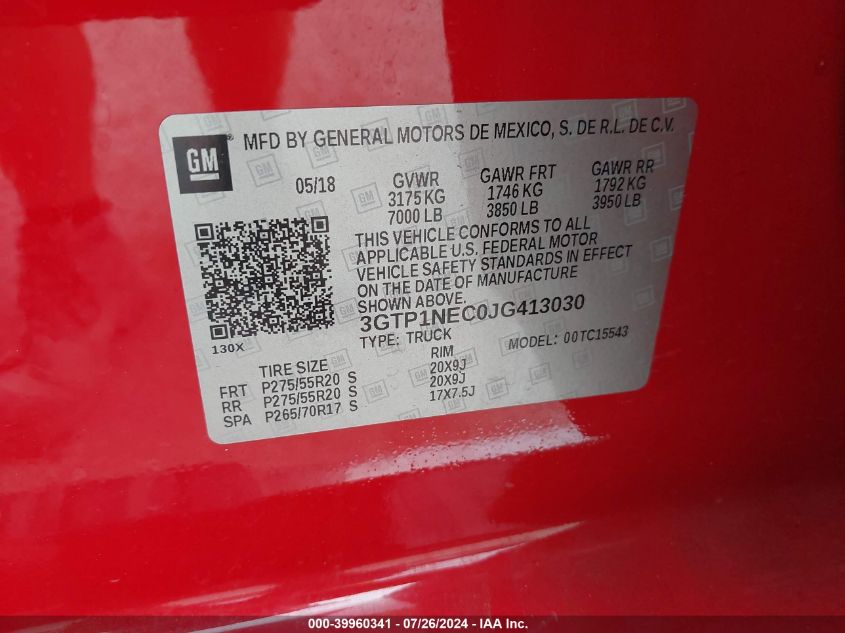 GM
MFD BY GENERAL MOTORS DE MEXICO, S. DE R.L. DE C.V.
05/18 GVWR GAWR FRT GAWR RR
3175 KG 1746 KG 1792 KG
7000 LB 3850 LB 3950 LB
THIS VEHICLE CONFORMS TO ALL
APPLICABLE U.S. FEDERAL MOTOR
VEHICLE SAFETY STANDARDS IN EFFECT
ON THE DATE OF MANUFACTURE
SHOWN ABOVE.
3GTP1NEC0JG413030
130X TYPE: TRUCK MODEL: 00TC15543
TIRE SIZE RIM
FRT P275/55R20 S 20X9J
RR P275/55R20 S 20X9J
SPA P265/70R17 S 17X7.5J
000-39960341 - 07/26/2024 - IAA Inc.